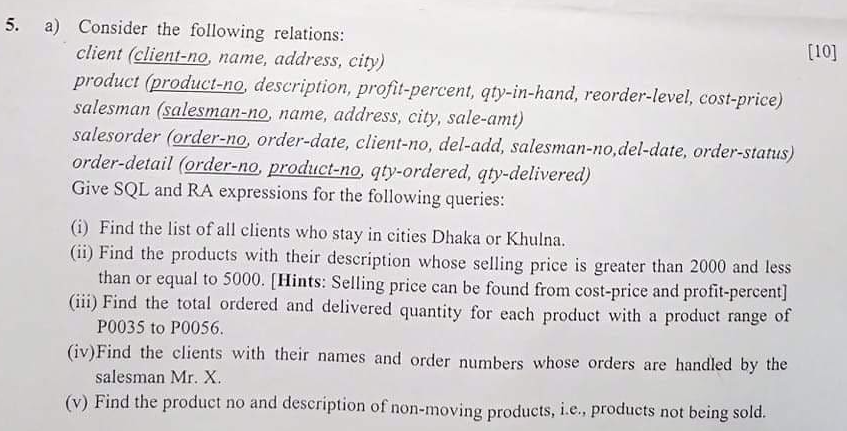 5. a) Consider the following relations: [10]
client (client-no, name, address, city)
product (product-no, description, profit-percent, qty-in-hand, reorder-level, cost-price)
salesman (salesman-no, name, address, city, sale-amt)
salesorder (order-no, order-date, client-no, del-add, salesman-no,del-date, order-status)
order-detail (order-no, product-no, qty-ordered, qty-delivered)
Give SQL and RA expressions for the following queries:
(i) Find the list of all clients who stay in cities Dhaka or Khulna.
(ii) Find the products with their description whose selling price is greater than 2000 and less
than or equal to 5000. [Hints: Selling price can be found from cost-price and profit-percent]
(iii) Find the total ordered and delivered quantity for each product with a product range of
P0035 to P0056.
(iv)Find the clients with their names and order numbers whose orders are handled by the
salesman Mr. X.
(v) Find the product no and description of non-moving products, i.e., products not being sold.